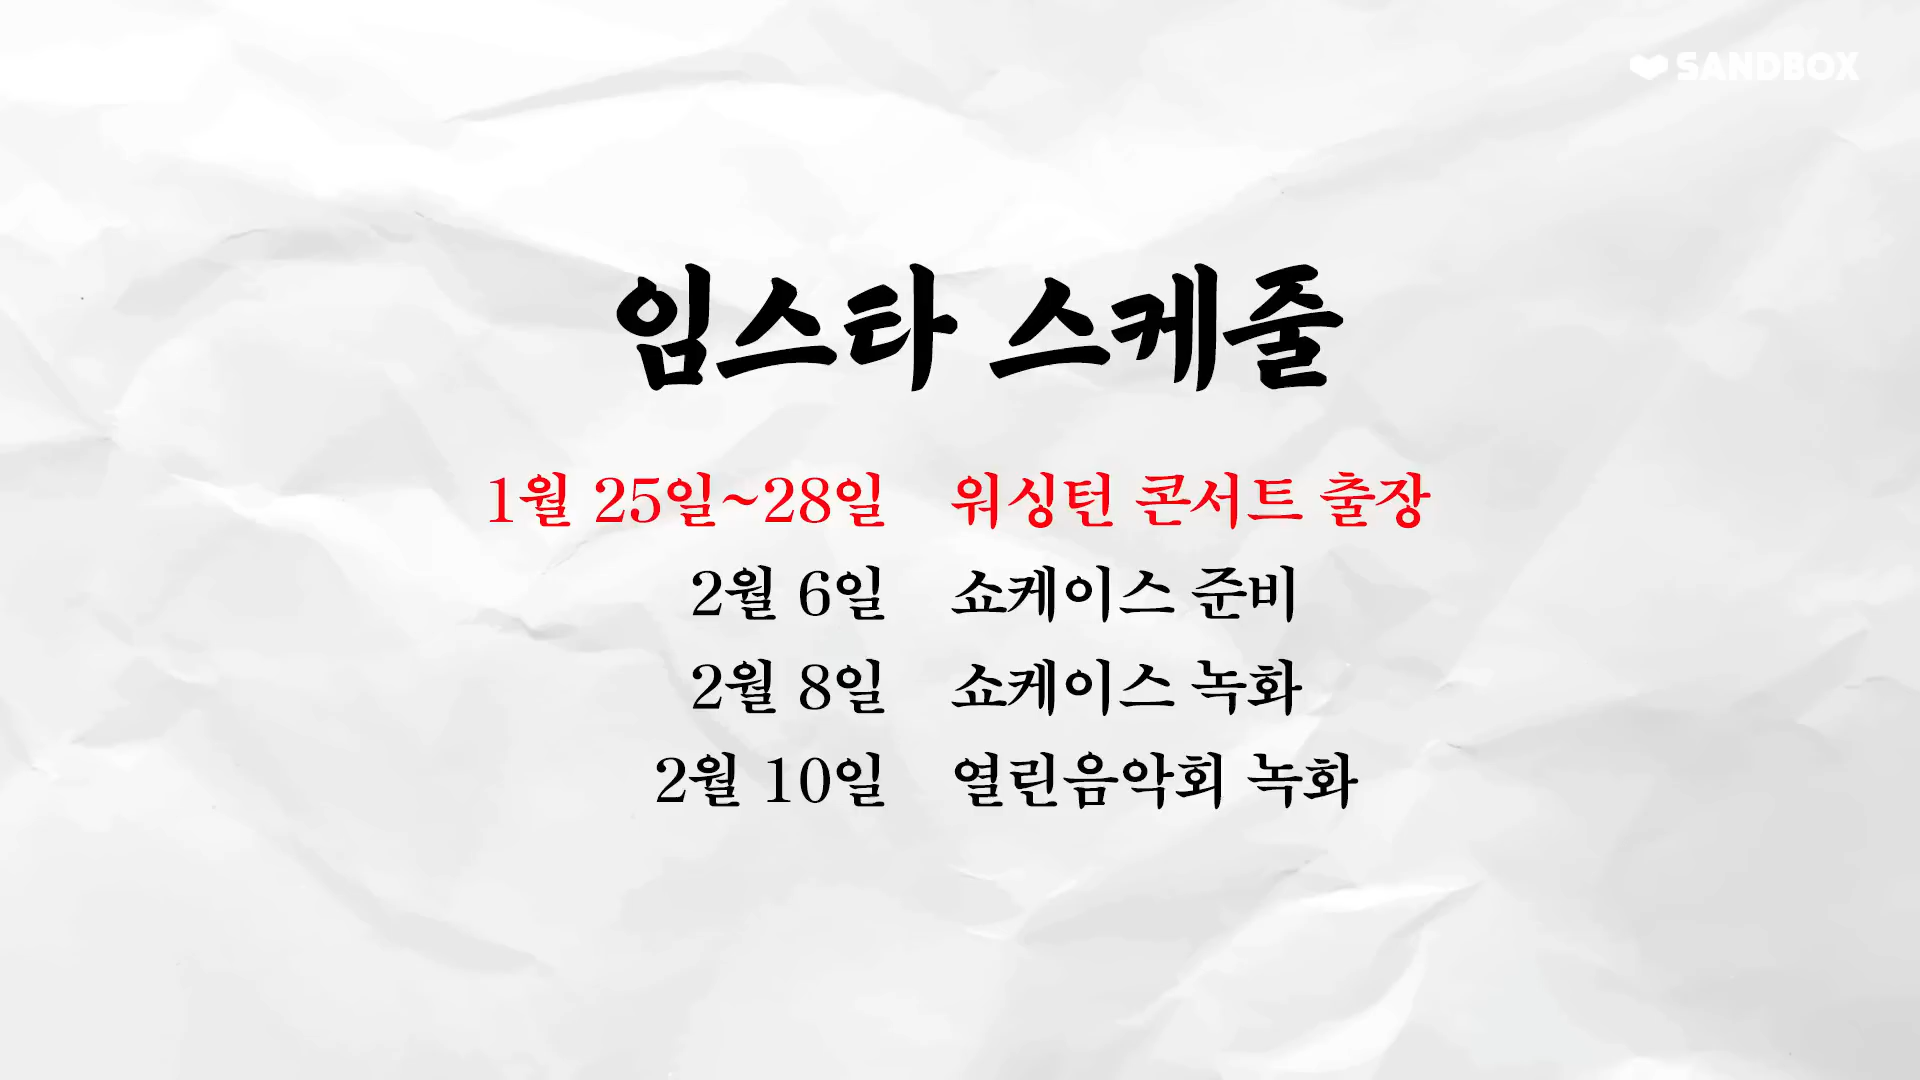 SANDBOX
임스타 스케줄
1월 25일~28일 워싱턴 콘서트 출장
2월 6일 쇼케이스 준비
2월 8일 쇼케이스 녹화
2월 10일 열린음악회 녹화